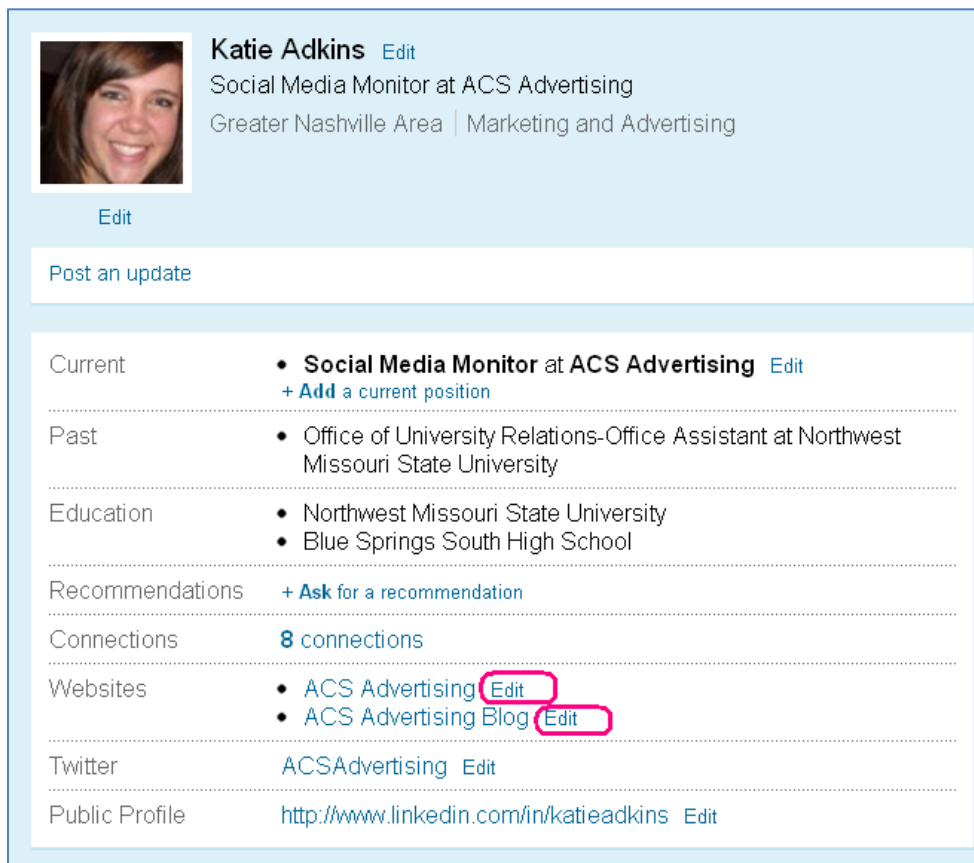 Katie Adkins Edit
Social Media Monitor at ACS Advertising
Greater Nashville Area | Marketing and Advertising
Edit
Post an update
Current • Social Media Monitor at ACS Advertising Edit
+ Add a current position
Past • Office of University Relations-Office Assistant at Northwest
Missouri State University
Education • Northwest Missouri State University
• Blue Springs South High School
Recommendations + Ask for a recommendation
Connections 8 connections
Websites • ACS Advertising Edit
• ACS Advertising Blog Edit
Twitter ACSAdvertising Edit
Public Profile http://www.linkedin.com/in/katieadkins Edit